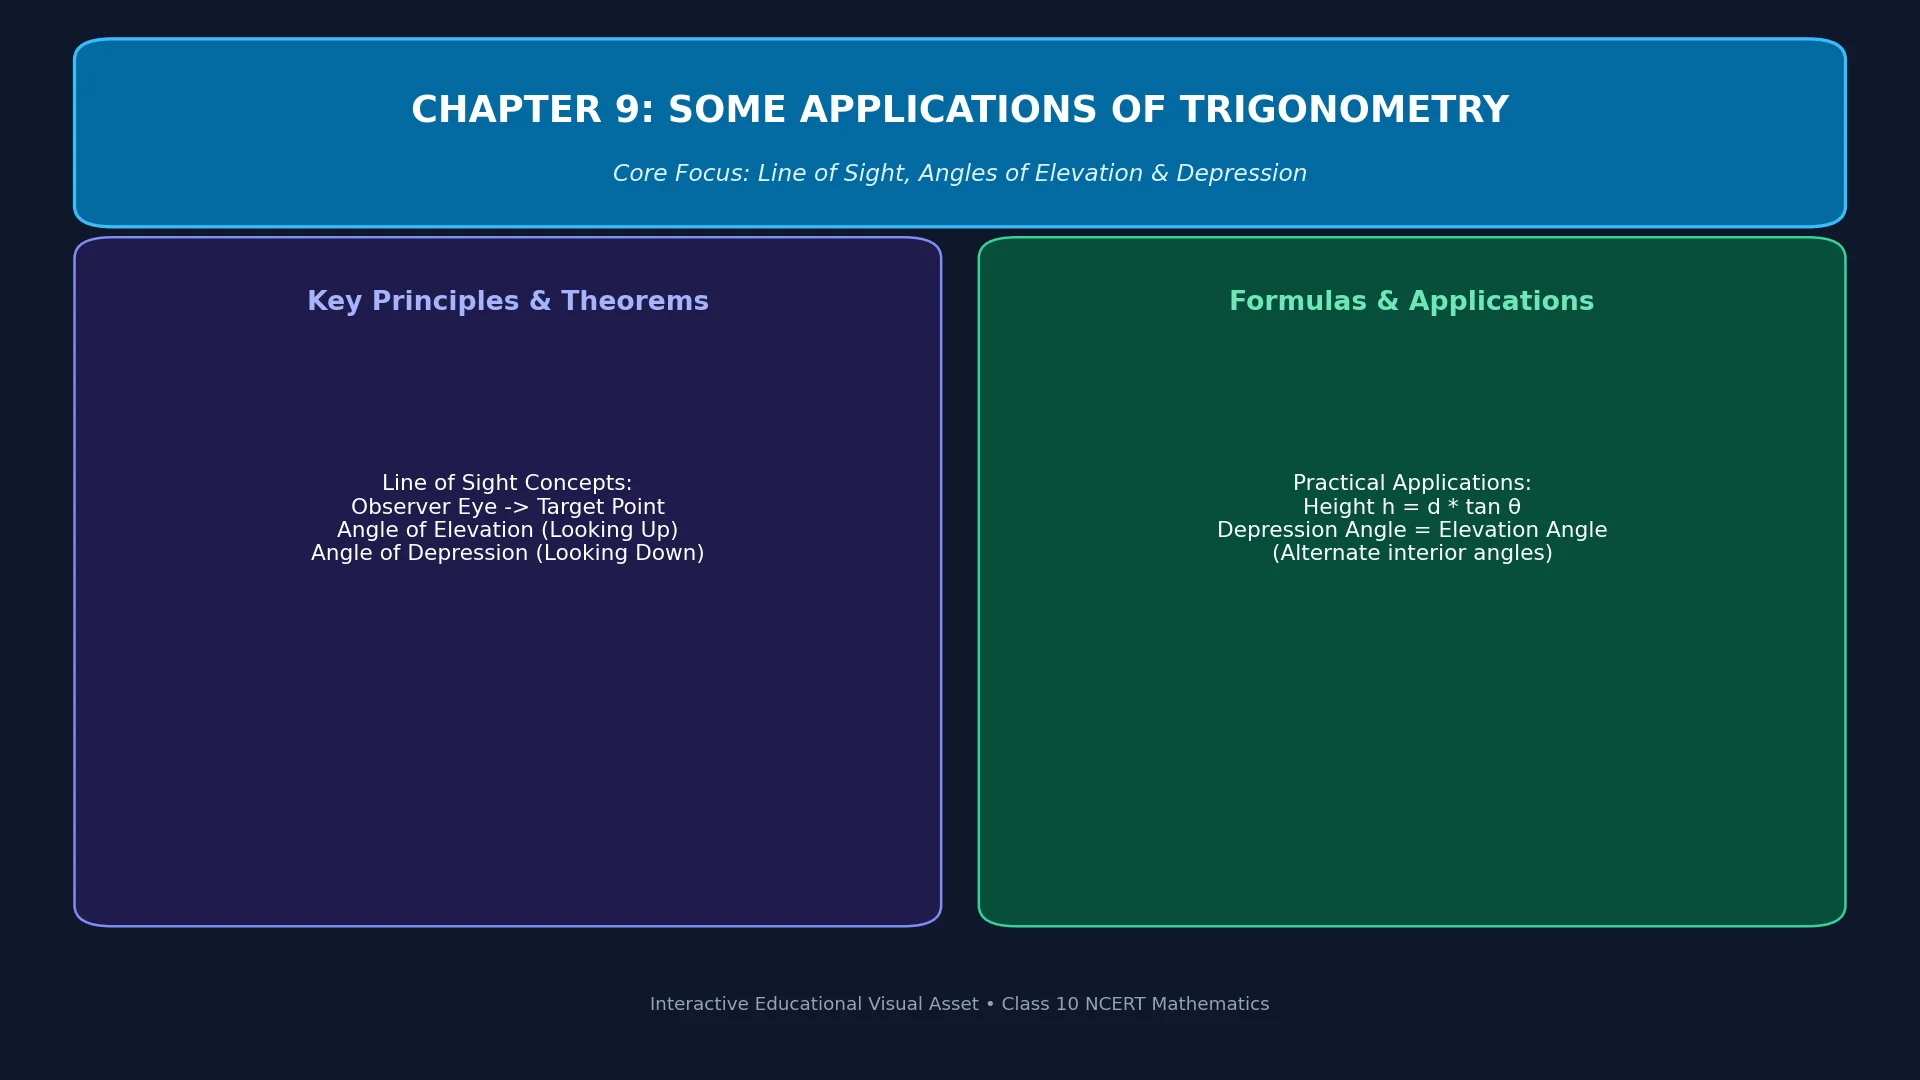 CHAPTER 9: SOME APPLICATIONS OF TRIGONOMETRY
Core Focus: Line of Sight, Angles of Elevation & Depression
Key Principles & Theorems
Line of Sight Concepts:
Observer Eye -> Target Point
Angle of Elevation (Looking Up)
Angle of Depression (Looking Down)
Formulas & Applications
Practical Applications:
Height h = d * tan θ
Depression Angle = Elevation Angle
(Alternate interior angles)
Interactive Educational Visual Asset • Class 10 NCERT Mathematics